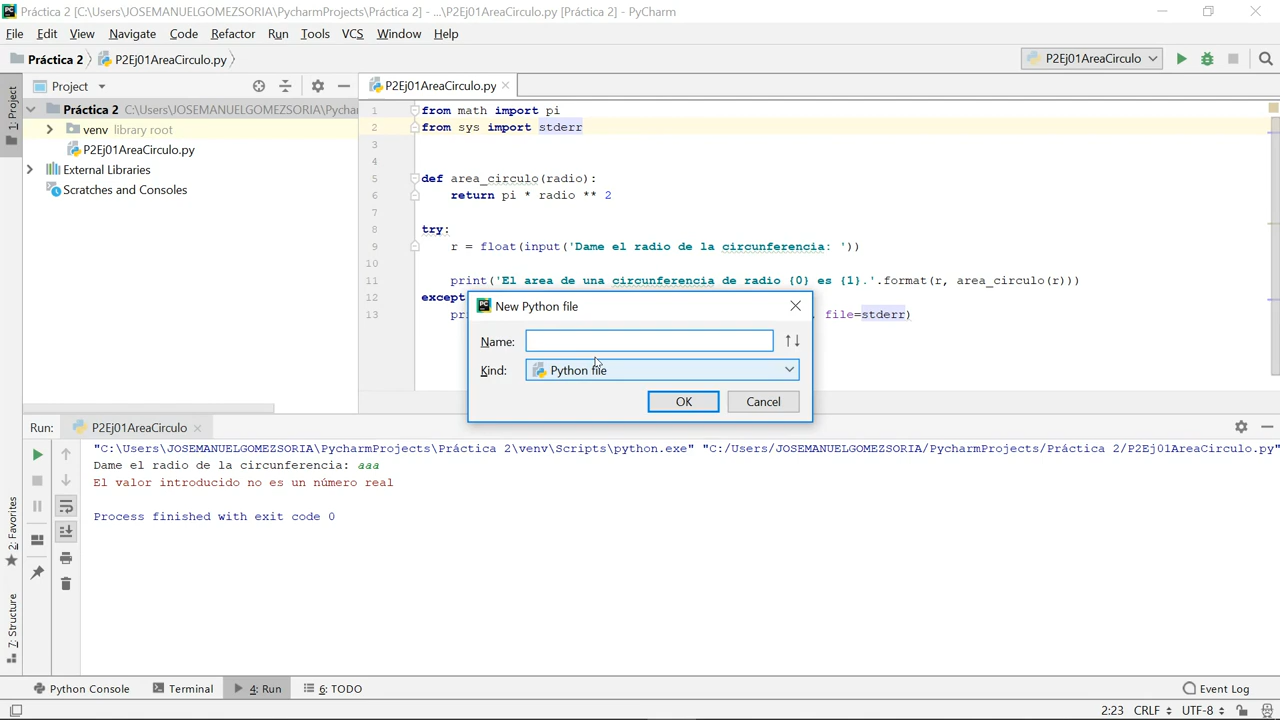 Práctica 2 [C:\Users\JOSEMANUELGOMEZSORIA\PycharmProjects\Práctica 2] - ...\P2Ej01AreaCirculo.py [Práctica 2] - PyCharm
File Edit View Navigate Code Refactor Run Tools VCS Window Help
Práctica 2 P2Ej01AreaCirculo.py
P2Ej01AreaCirculo
1: Project
Project
P2Ej01AreaCirculo.py
Práctica 2 C:\Users\JOSEMANUELGOMEZSORIA\Pycha
venv library root
P2Ej01AreaCirculo.py
External Libraries
Scratches and Consoles
1 from math import pi
2 from sys import stderr
3
4
5 def area_circulo(radio):
6 return pi * radio ** 2
7
8 try:
9 r = float(input('Dame el radio de la circunferencia: '))
10
11 print('El area de una circunferencia de radio {0} es {1}.'.format(r, area_circulo(r)))
12 except
13 file=stderr)
New Python file
Name:
Kind: Python file
OK Cancel
Run: P2Ej01AreaCirculo
"C:\Users\JOSEMANUELGOMEZSORIA\PycharmProjects\Práctica 2\venv\Scripts\python.exe" "C:/Users/JOSEMANUELGOMEZSORIA/PycharmProjects/Práctica 2/P2Ej01AreaCirculo.py"
Dame el radio de la circunferencia: aaa
El valor introducido no es un número real
Process finished with exit code 0
2: Favorites
7: Structure
Python Console Terminal 4: Run 6: TODO Event Log
2:23 CRLF UTF-8